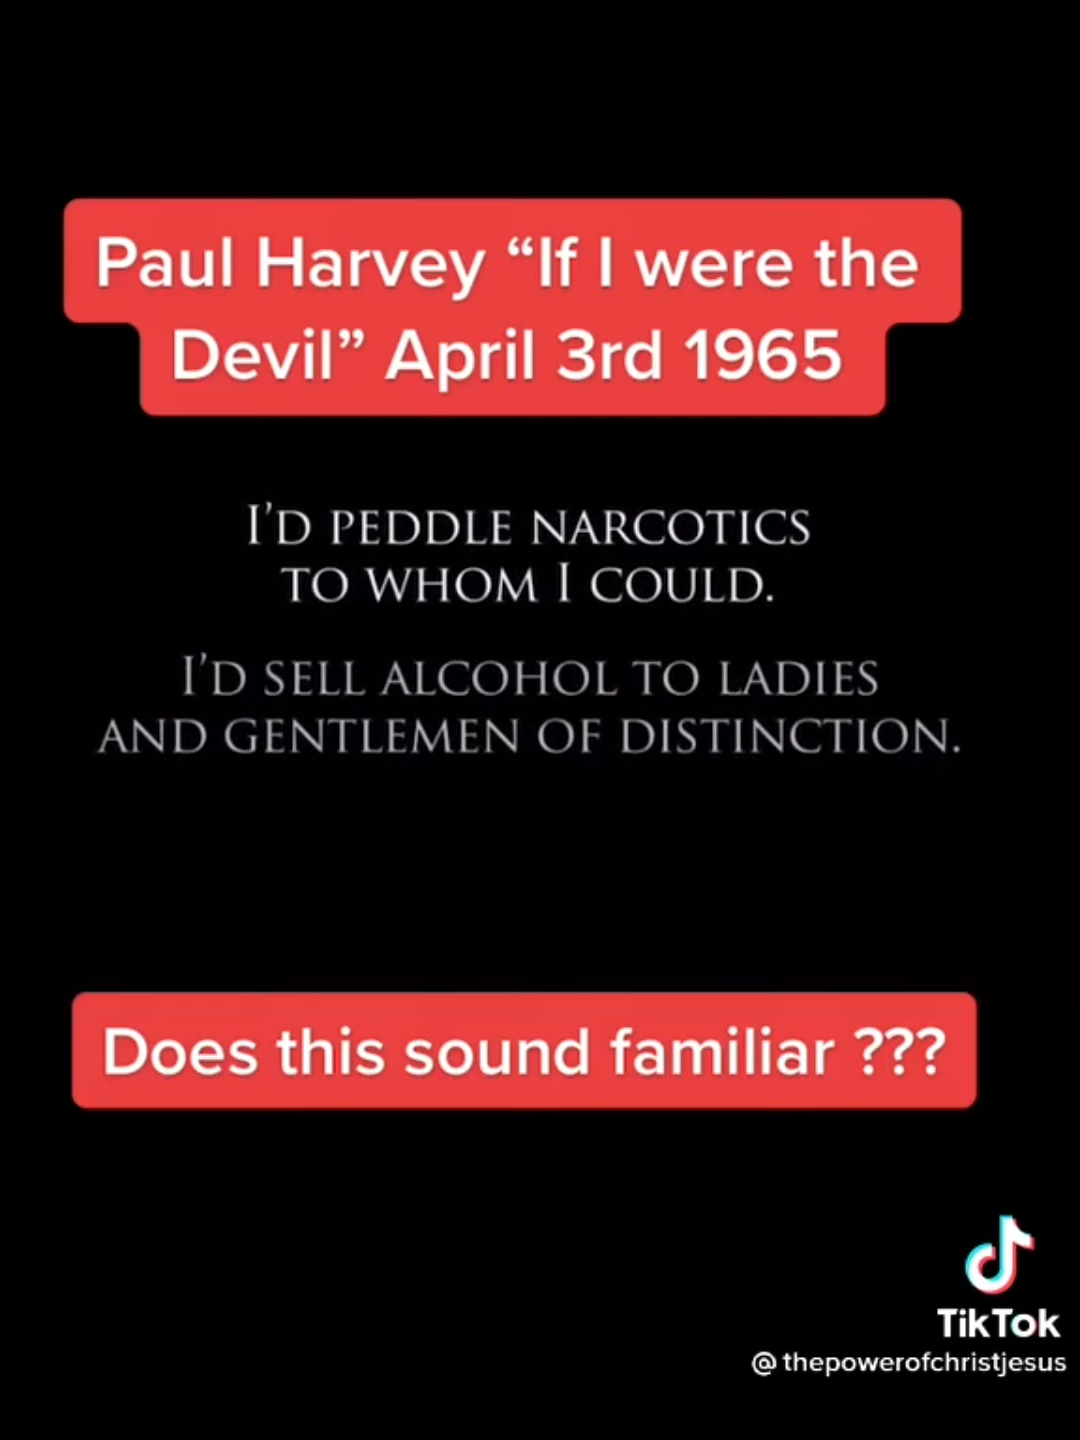 Paul Harvey “If I were the
Devil” April 3rd 1965
I’D PEDDLE NARCOTICS
TO WHOM I COULD.
I’D SELL ALCOHOL TO LADIES
AND GENTLEMEN OF DISTINCTION.
Does this sound familiar ???
TikTok
@thepowerofchristjesus